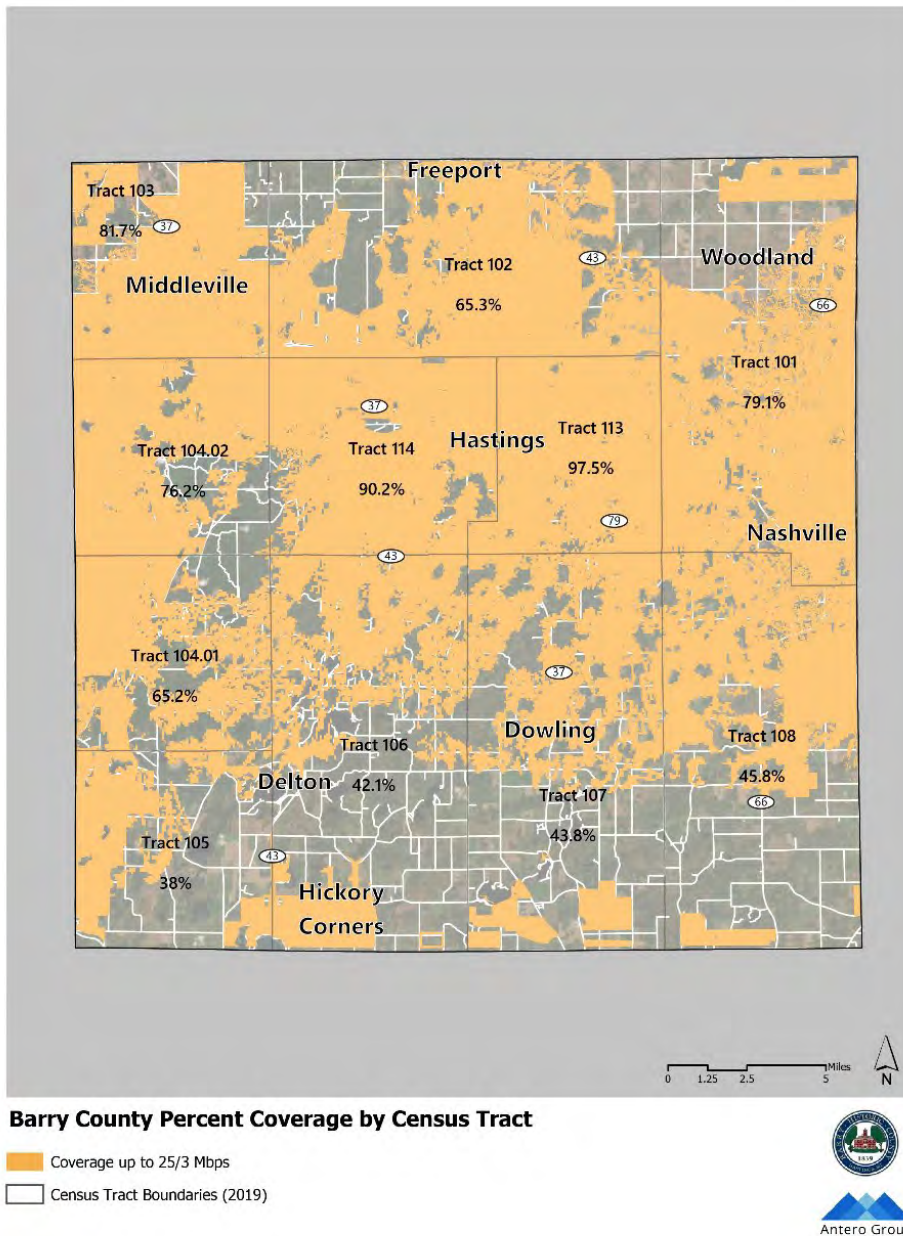 Freeport
Tract 103
37
81.7%
43
Woodland
Tract 102
Middleville
65.3%
66
Tract 101
79.1%
37
Tract 113
Hastings
Tract 104.02
Tract 114
97.5%
76.2%
90.2%
79
Nashville
43
Tract 104.01
37
65.2%
Dowling
Tract 108
Tract 106
Delton
42.1%
45.8%
Tract 107
66
43.8%
Tract 105
43
38%
Hickory
Corners
Miles
0 1.25 2.5 5
N
Barry County Percent Coverage by Census Tract
Coverage up to 25/3 Mbps
Census Tract Boundaries (2019)
1839
Antero Grou